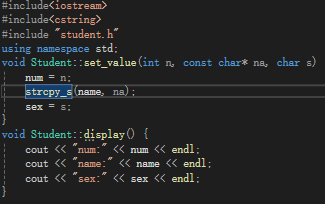 #include<iostream>
#include<cstring>
#include "student.h"
using namespace std;
void Student::set_value(int n, const char* na, char s)
num = n;
strcpy_s(name, na);
sex = s;
}
void Student::display() {
cout << "num:" << num << endl;
cout << "name:" << name << endl;
cout << "sex:" << sex << endl;
}